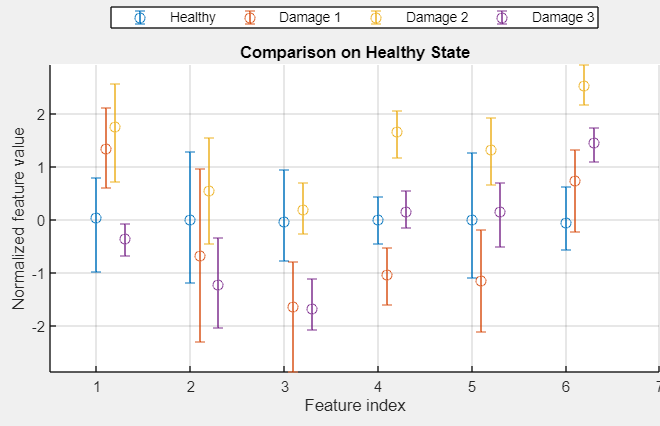 Healthy Damage 1 Damage 2 Damage 3
Comparison on Healthy State
Normalized feature value
2
1
0
-1
-2
1 2 3 4 5 6 7
Feature index